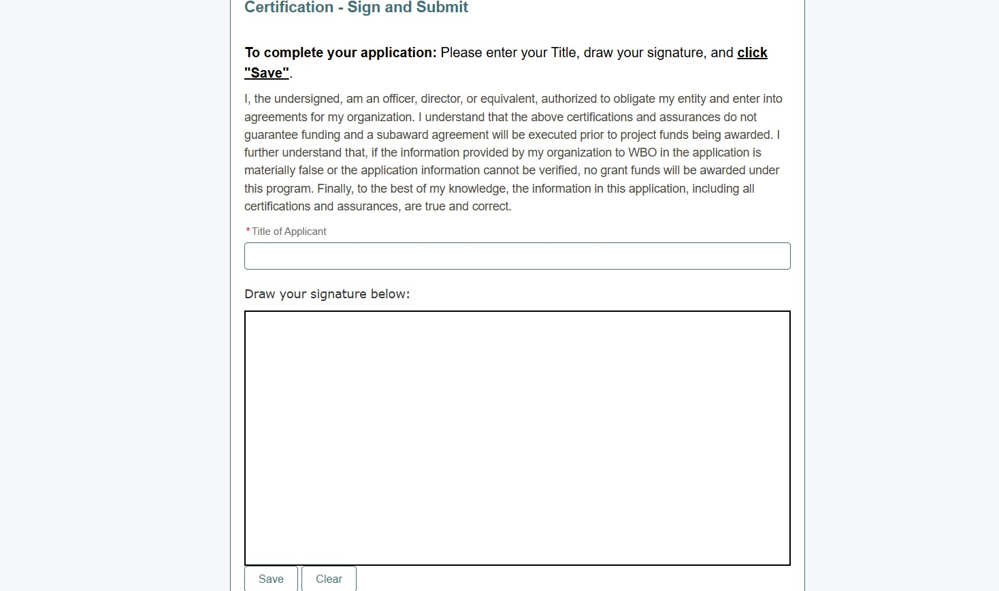 Certification - Sign and Submit
To complete your application: Please enter your Title, draw your signature, and click
"Save".
I, the undersigned, am an officer, director, or equivalent, authorized to obligate my entity and enter into
agreements for my organization. I understand that the above certifications and assurances do not
guarantee funding and a subaward agreement will be executed prior to project funds being awarded. I
further understand that, if the information provided by my organization to WBO in the application is
materially false or the application information cannot be verified, no grant funds will be awarded under
this program. Finally, to the best of my knowledge, the information in this application, including all
certifications and assurances, are true and correct.
* Title of Applicant
Draw your signature below:
Save Clear